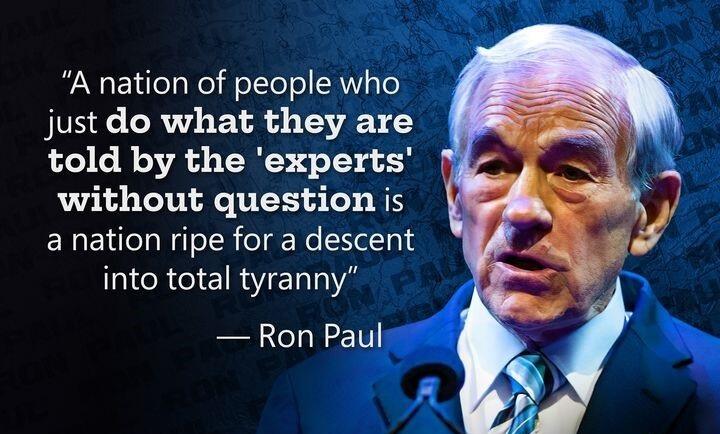 “A nation of people who
just do what they are
told by the 'experts'
without question is
a nation ripe for a descent
into total tyranny”
— Ron Paul